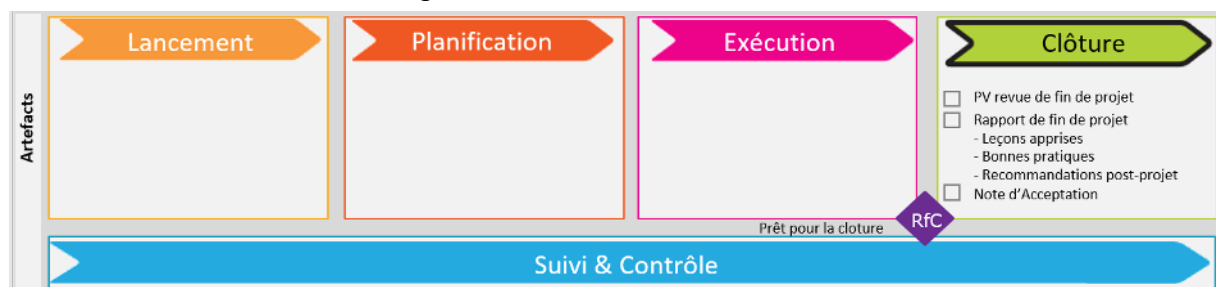 Lancement
Planification
Exécution
Clôture
Artefacts
PV revue de fin de projet
Rapport de fin de projet
- Leçons apprises
- Bonnes pratiques
- Recommandations post-projet
Note d'Acceptation
Prêt pour la cloture
RfC
Suivi & Contrôle